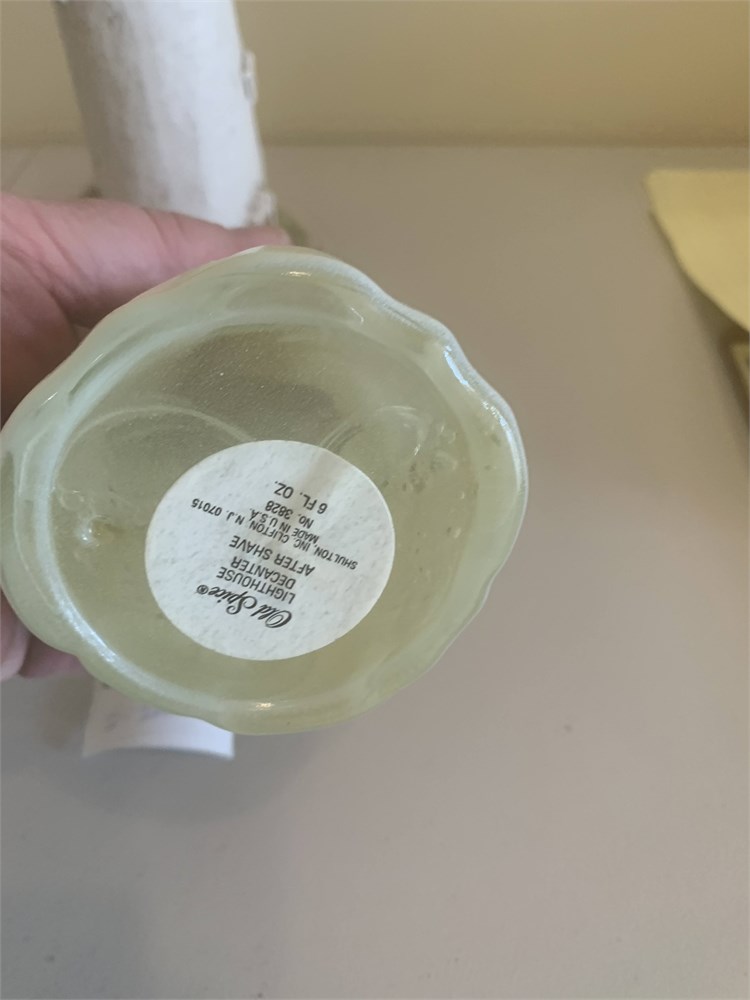 Old Spice®
LIGHTHOUSE
DECANTER
AFTER SHAVE
SHULTON, INC. CLIFTON, N.J. 07015
MADE IN U.S.A.
No. 3828
6 FL. OZ.